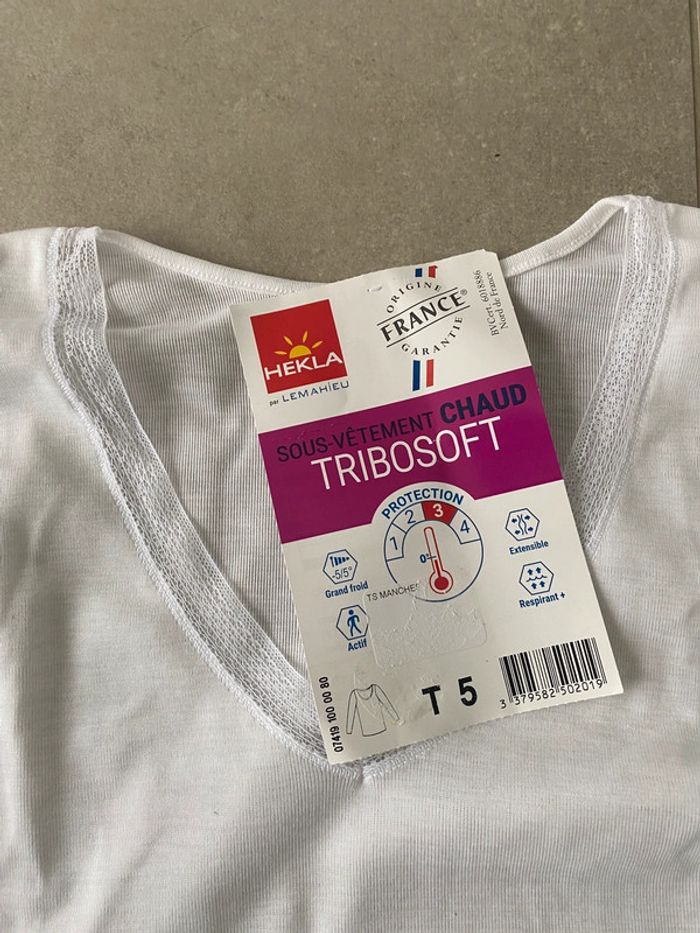 HEKLA
par LEMAHIEU
ORIGINE
FRANCE®
GARANTIE
BVCert. 6018886
Nord de France
SOUS-VÊTEMENT CHAUD
TRIBOSOFT
PROTECTION
1 2 3 4
0°
-5/5°
Grand froid
Actif
Extensible
Respirant +
TS MANCHES
07419 100 00 80
T 5
3 379582 502019